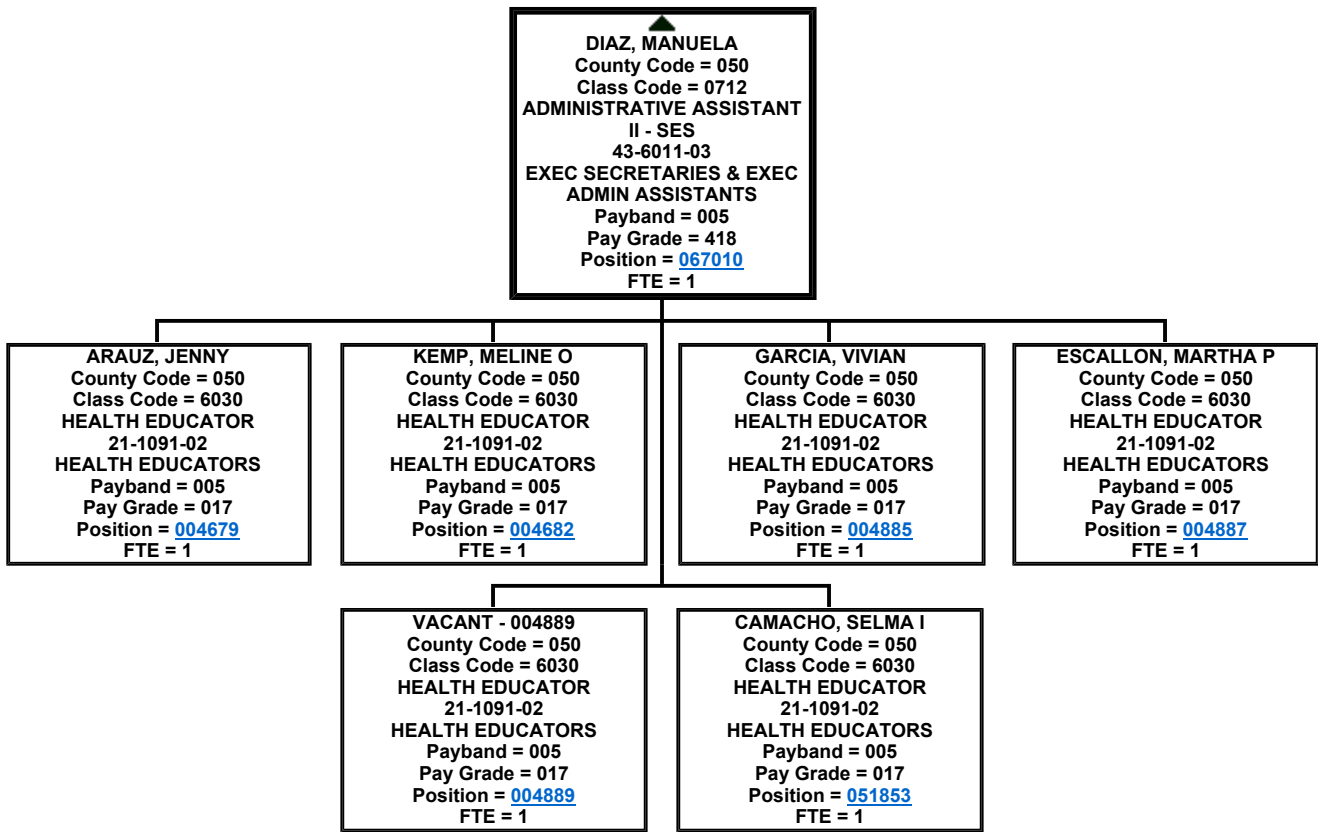 DIAZ, MANUELA
County Code = 050
Class Code = 0712
ADMINISTRATIVE ASSISTANT
II - SES
43-6011-03
EXEC SECRETARIES & EXEC
ADMIN ASSISTANTS
Payband = 005
Pay Grade = 418
Position = 067010
FTE = 1
ARAUZ, JENNY
County Code = 050
Class Code = 6030
HEALTH EDUCATOR
21-1091-02
HEALTH EDUCATORS
Payband = 005
Pay Grade = 017
Position = 004679
FTE = 1
KEMP, MELINE O
County Code = 050
Class Code = 6030
HEALTH EDUCATOR
21-1091-02
HEALTH EDUCATORS
Payband = 005
Pay Grade = 017
Position = 004682
FTE = 1
GARCIA, VIVIAN
County Code = 050
Class Code = 6030
HEALTH EDUCATOR
21-1091-02
HEALTH EDUCATORS
Payband = 005
Pay Grade = 017
Position = 004885
FTE = 1
ESCALLON, MARTHA P
County Code = 050
Class Code = 6030
HEALTH EDUCATOR
21-1091-02
HEALTH EDUCATORS
Payband = 005
Pay Grade = 017
Position = 004887
FTE = 1
VACANT - 004889
County Code = 050
Class Code = 6030
HEALTH EDUCATOR
21-1091-02
HEALTH EDUCATORS
Payband = 005
Pay Grade = 017
Position = 004889
FTE = 1
CAMACHO, SELMA I
County Code = 050
Class Code = 6030
HEALTH EDUCATOR
21-1091-02
HEALTH EDUCATORS
Payband = 005
Pay Grade = 017
Position = 051853
FTE = 1